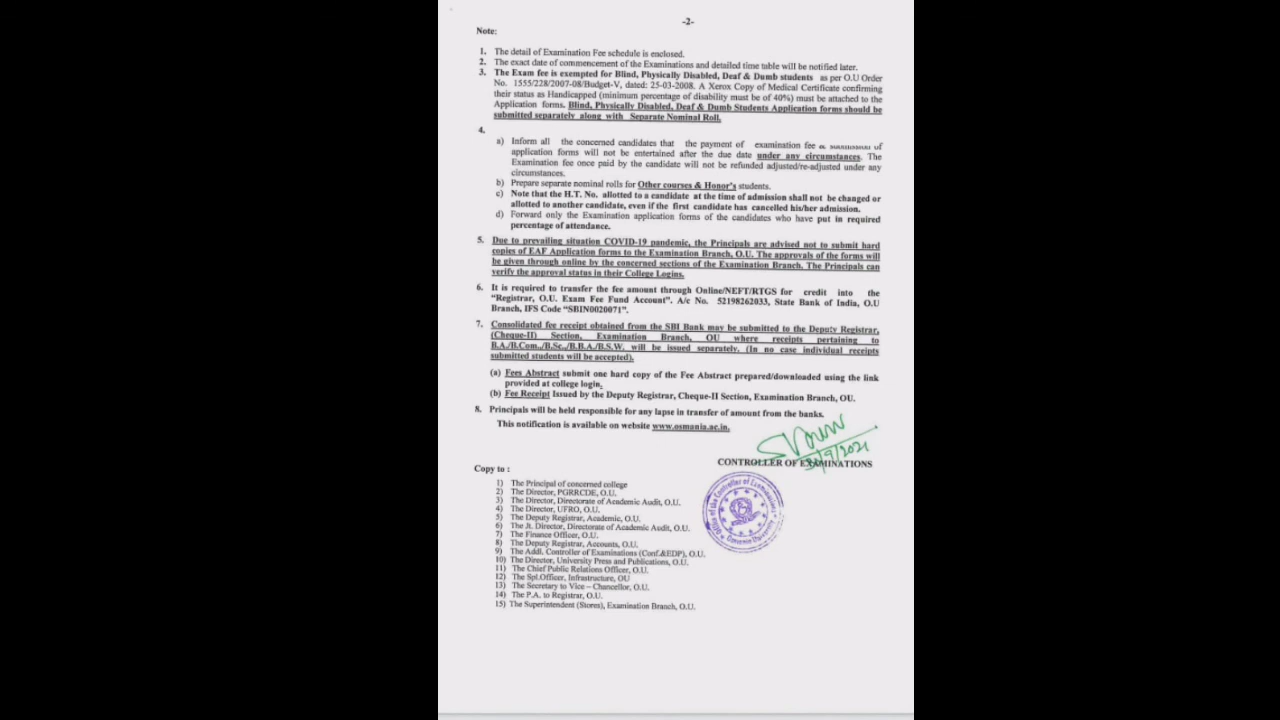 -2-
Note:
1. The detail of Examination Fee schedule is enclosed.
2. The exact date of commencement of the Examinations and detailed time table will be notified later.
3. The Exam fee is exempted for Blind, Physically Disabled, Deaf & Dumb students as per O.U Order
No. 1555/228/2007-08/Budget-V, dated: 25-03-2008. A Xerox Copy of Medical Certificate confirming
their status as Handicapped (minimum percentage of disability must be of 40%) must be attached to the
Application forms. Blind, Physically Disabled, Deaf & Dumb Students Application forms should be
submitted separately along with Separate Nominal Roll.
4.
a) Inform all the concerned candidates that the payment of examination fee & submission of
application forms will not be entertained after the due date under any circumstances. The
Examination fee once paid by the candidate will not be refunded adjusted/re-adjusted under any
circumstances.
b) Prepare separate nominal rolls for Other courses & Honor's students.
c) Note that the H.T. No. allotted to a candidate at the time of admission shall not be changed or
allotted to another candidate, even if the first candidate has cancelled his/her admission.
d) Forward only the Examination application forms of the candidates who have put in required
percentage of attendance.
5. Due to prevailing situation COVID-19 pandemic, the Principals are advised not to submit hard
copies of EAF Application forms to the Examination Branch, O.U. The approvals of the forms will
be given through online by the concerned sections of the Examination Branch. The Principals can
verify the approval status in their College Logins.
6. It is required to transfer the fee amount through Online/NEFT/RTGS for credit into the
"Registrar, O.U. Exam Fee Fund Account". A/c No. 52198262033, State Bank of India, O.U
Branch, IFS Code "SBIN0020071".
7. Consolidated fee receipt obtained from the SBI Bank may be submitted to the Deputy Registrar,
(Cheque-II) Section, Examination Branch, OU where receipts pertaining to
B.A./B.Com.,/B.Sc.,/B.B.A./B.S.W. will be issued separately. (In no case individual receipts
submitted students will be accepted).
(a) Fees Abstract submit one hard copy of the Fee Abstract prepared/downloaded using the link
provided at college login.
(b) Fee Receipt Issued by the Deputy Registrar, Cheque-II Section, Examination Branch, OU.
8. Principals will be held responsible for any lapse in transfer of amount from the banks.
This notification is available on website www.osmania.ac.in.
30/9/2021
CONTROLLER OF EXAMINATIONS
Office of the Controller of Examinations
Osmania University
Copy to :
1) The Principal of concerned college
2) The Director, PGRRCDE, O.U.
3) The Director, Directorate of Academic Audit, O.U.
4) The Director, UFRO, O.U.
5) The Deputy Registrar, Academic, O.U.
6) The Jt. Director, Directorate of Academic Audit, O.U.
7) The Finance Officer, O.U.
8) The Deputy Registrar, Accounts, O.U.
9) The Addl. Controller of Examinations (Conf.&EDP), O.U.
10) The Director, University Press and Publications, O.U.
11) The Chief Public Relations Officer, O.U.
12) The Spl.Officer, Infrastructure, OU
13) The Secretary to Vice – Chancellor, O.U.
14) The P.A. to Registrar, O.U.
15) The Superintendent (Stores), Examination Branch, O.U.